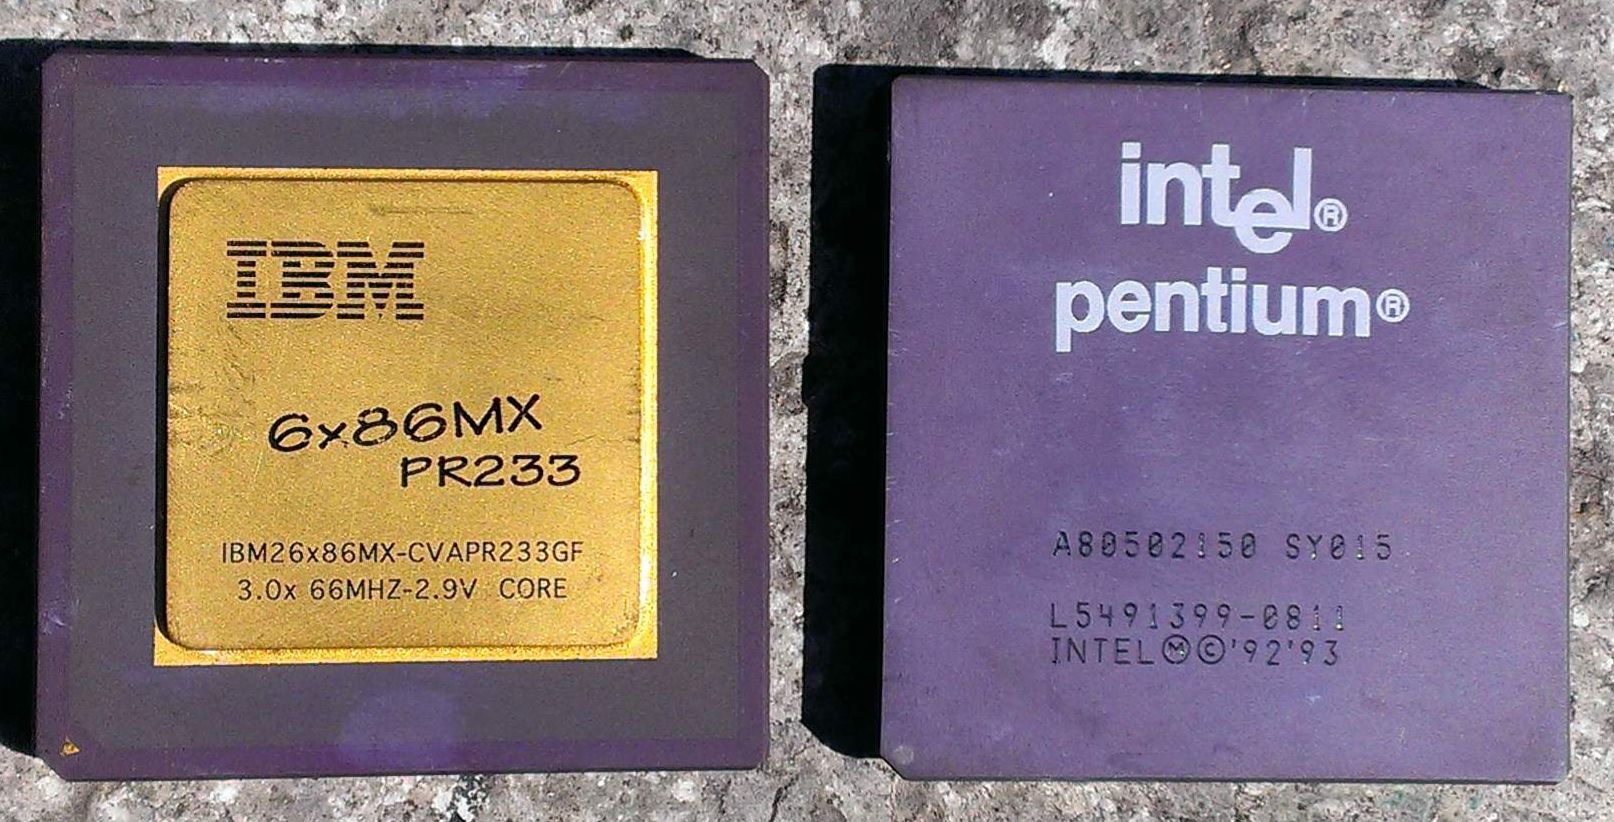 IBM
6x86MX
PR233
IBM26x86MX-CVAPR233GF
3.0x 66MHZ-2.9V CORE
intel®
pentium®
A80502150 SY015
L5491399-0811
INTELⓂ©'92'93